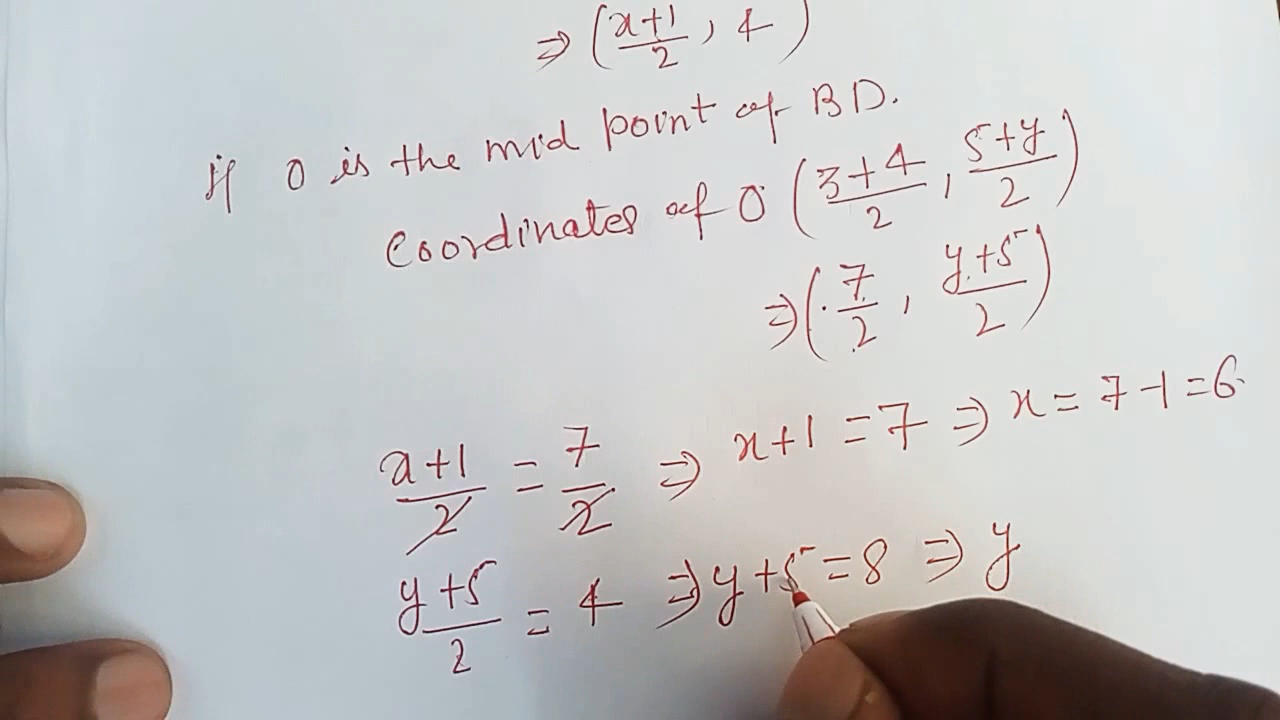 ⇒ (x+1/2, 4)
if O is the mid point of BD.
Coordinates of O (3+4/2, 5+y/2)
⇒ (7/2, y+5/2)
x+1/2 = 7/2 ⇒ x+1 = 7 ⇒ x = 7-1 = 6.
y+5/2 = 4 ⇒ y+5 = 8 ⇒ y